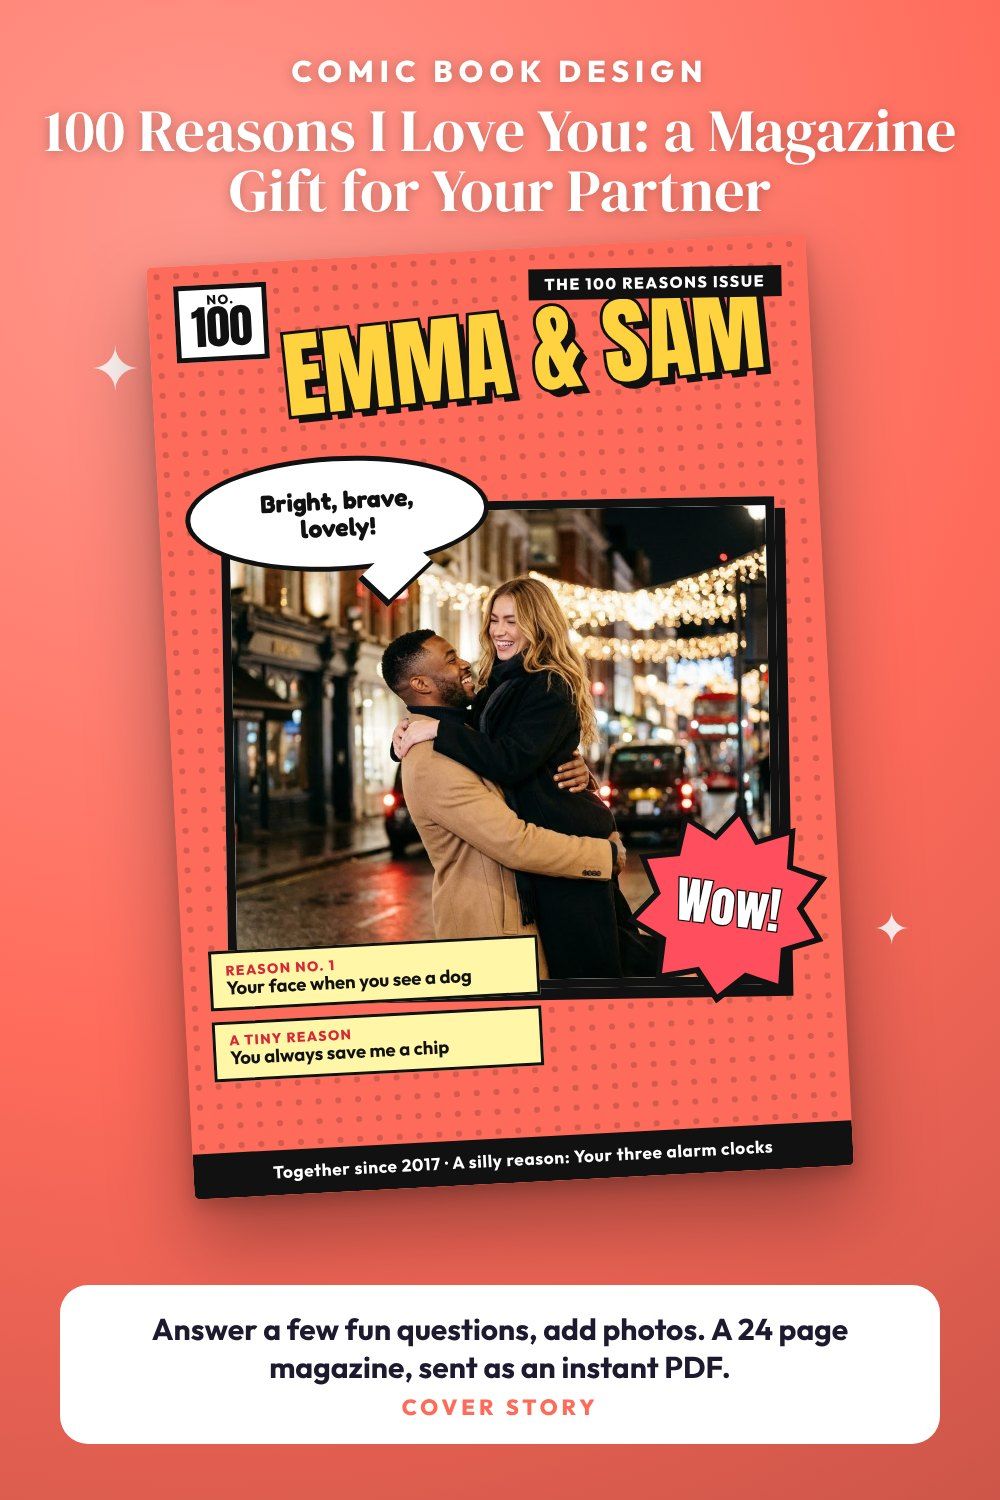 COMIC BOOK DESIGN
100 Reasons I Love You: a Magazine
Gift for Your Partner
NO.
100
THE 100 REASONS ISSUE
EMMA & SAM
Bright, brave,
lovely!
Wow!
REASON NO. 1
Your face when you see a dog
A TINY REASON
You always save me a chip
Together since 2017 · A silly reason: Your three alarm clocks
Answer a few fun questions, add photos. A 24 page
magazine, sent as an instant PDF.
COVER STORY